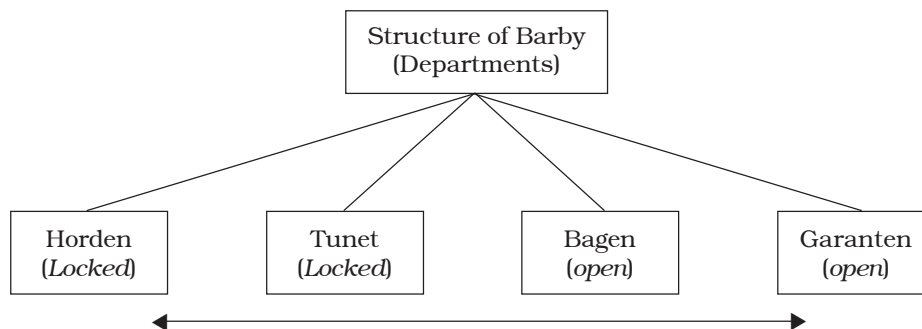 Structure of Barby
(Departments)
Horden
(Locked)
Tunet
(Locked)
Bagen
(open)
Garanten
(open)